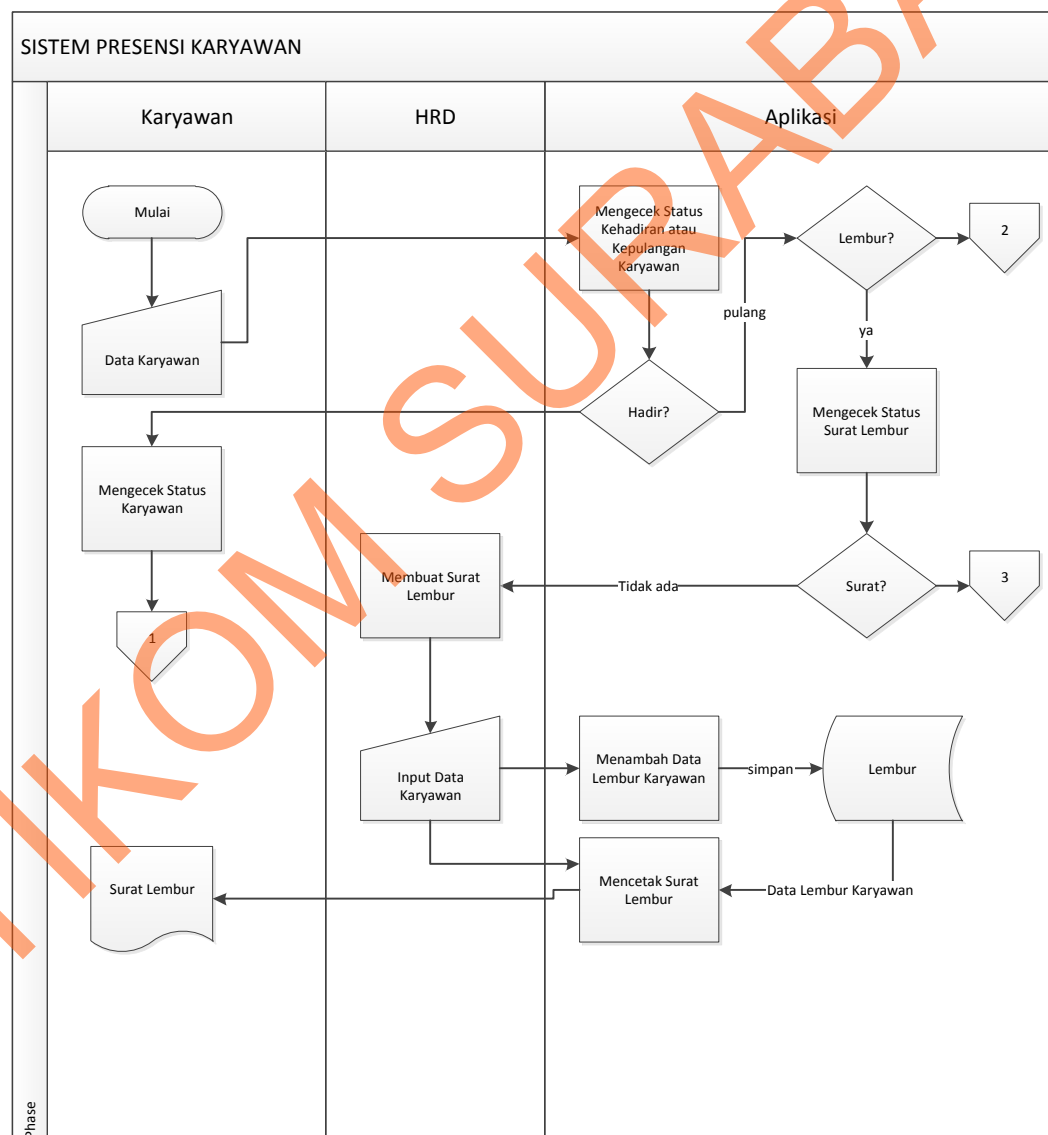 SISTEM PRESENSI KARYAWAN
Karyawan
HRD
Aplikasi
Mulai
Mengecek Status
Kehadiran atau
Kepulangan
Karyawan
Lembur?
2
pulang
Data Karyawan
ya
Hadir?
Mengecek Status
Surat Lembur
Mengecek Status
Karyawan
Membuat Surat
Lembur
Tidak ada
Surat?
3
1
Input Data
Karyawan
Menambah Data
Lembur Karyawan
simpan
Lembur
Surat Lembur
Mencetak Surat
Lembur
Data Lembur Karyawan
Phase
IKOM SURABA